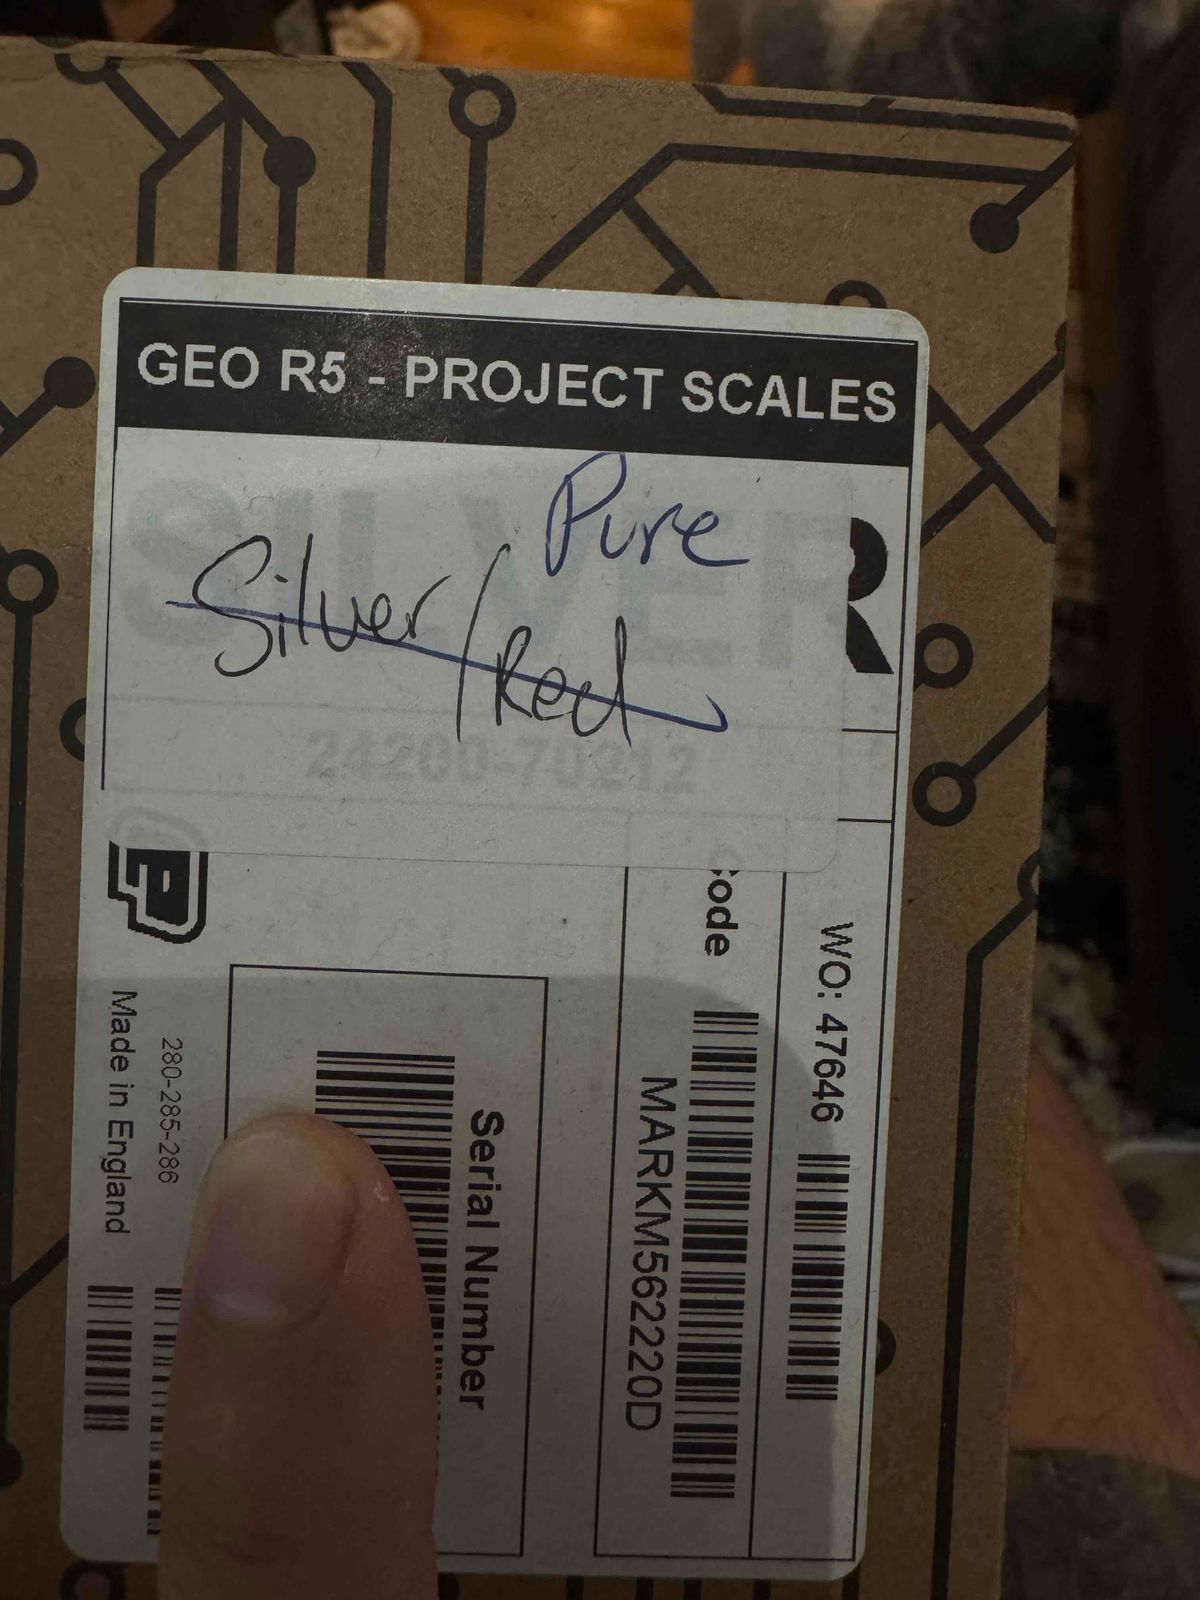 GEO R5 - PROJECT SCALES
Pure
Silver/Red
SILVER
24200-70212
WO: 47646
Code
MARKM562220D
Serial Number
280-285-286
Made in England